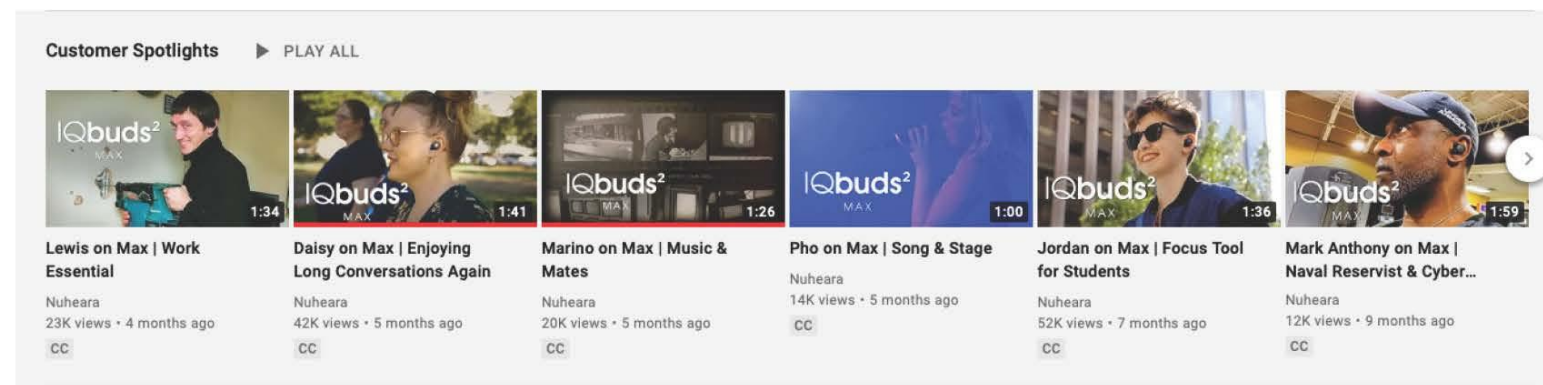 Customer Spotlights PLAY ALL
IQbuds²
MAX
1:34
IQbuds²
MAX
1:41
IQbuds²
MAX
1:26
IQbuds²
MAX
1:00
IQbuds²
MAX
1:36
IQbuds²
MAX
1:59
Lewis on Max | Work
Essential
Nuheara
23K views • 4 months ago
CC
Daisy on Max | Enjoying
Long Conversations Again
Nuheara
42K views • 5 months ago
CC
Marino on Max | Music &
Mates
Nuheara
20K views • 5 months ago
CC
Pho on Max | Song & Stage
Nuheara
14K views • 5 months ago
CC
Jordan on Max | Focus Tool
for Students
Nuheara
52K views • 7 months ago
CC
Mark Anthony on Max |
Naval Reservist & Cyber...
Nuheara
12K views • 9 months ago
CC